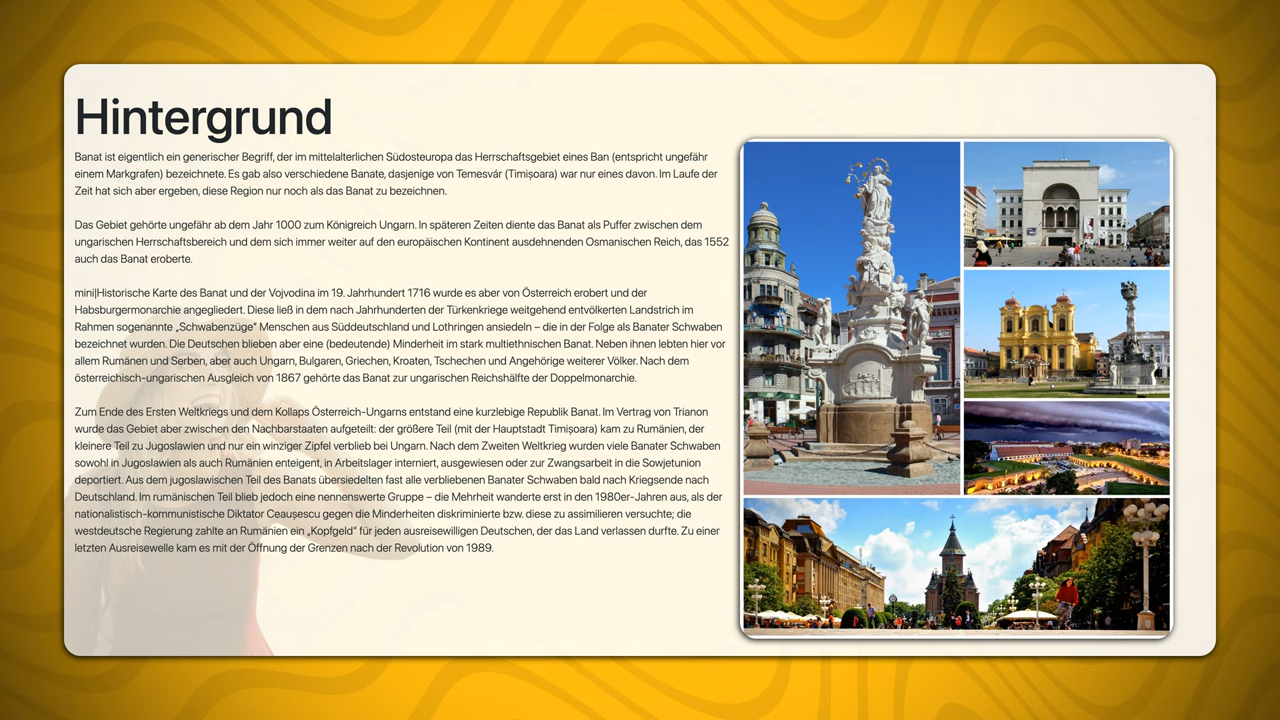 Hintergrund
Banat ist eigentlich ein generischer Begriff, der im mittelalterlichen Südosteuropa das Herrschaftsgebiet eines Ban (entspricht ungefähr
einem Markgrafen) bezeichnete. Es gab also verschiedene Banate, dasjenige von Temesvár (Timișoara) war nur eines davon. Im Laufe der
Zeit hat sich aber ergeben, diese Region nur noch als das Banat zu bezeichnen.
Das Gebiet gehörte ungefähr ab dem Jahr 1000 zum Königreich Ungarn. In späteren Zeiten diente das Banat als Puffer zwischen dem
ungarischen Herrschaftsbereich und dem sich immer weiter auf den europäischen Kontinent ausdehnenden Osmanischen Reich, das 1552
auch das Banat eroberte.
mini|Historische Karte des Banat und der Vojvodina im 19. Jahrhundert 1716 wurde es aber von Österreich erobert und der
Habsburgermonarchie angegliedert. Diese ließ in dem nach Jahrhunderten der Türkenkriege weitgehend entvölkerten Landstrich im
Rahmen sogenannte „Schwabenzüge“ Menschen aus Süddeutschland und Lothringen ansiedeln – die in der Folge als Banater Schwaben
bezeichnet wurden. Die Deutschen blieben aber eine (bedeutende) Minderheit im stark multiethnischen Banat. Neben ihnen lebten hier vor
allem Rumänen und Serben, aber auch Ungarn, Bulgaren, Griechen, Kroaten, Tschechen und Angehörige weiterer Völker. Nach dem
österreichisch-ungarischen Ausgleich von 1867 gehörte das Banat zur ungarischen Reichshälfte der Doppelmonarchie.
Zum Ende des Ersten Weltkriegs und dem Kollaps Österreich-Ungarns entstand eine kurzlebige Republik Banat. Im Vertrag von Trianon
wurde das Gebiet aber zwischen den Nachbarstaaten aufgeteilt: der größere Teil (mit der Hauptstadt Timișoara) kam zu Rumänien, der
kleinere Teil zu Jugoslawien und nur ein winziger Zipfel verblieb bei Ungarn. Nach dem Zweiten Weltkrieg wurden viele Banater Schwaben
sowohl in Jugoslawien als auch Rumänien enteignet, in Arbeitslager interniert, ausgewiesen oder zur Zwangsarbeit in die Sowjetunion
deportiert. Aus dem jugoslawischen Teil des Banats übersiedelten fast alle verbliebenen Banater Schwaben bald nach Kriegsende nach
Deutschland. Im rumänischen Teil blieb jedoch eine nennenswerte Gruppe – die Mehrheit wanderte erst in den 1980er-Jahren aus, als der
nationalistisch-kommunistische Diktator Ceaușescu gegen die Minderheiten diskriminierte bzw. diese zu assimilieren versuchte; die
westdeutsche Regierung zahlte an Rumänien ein „Kopfgeld“ für jeden ausreisewilligen Deutschen, der das Land verlassen durfte. Zu einer
letzten Ausreisewelle kam es mit der Öffnung der Grenzen nach der Revolution von 1989.